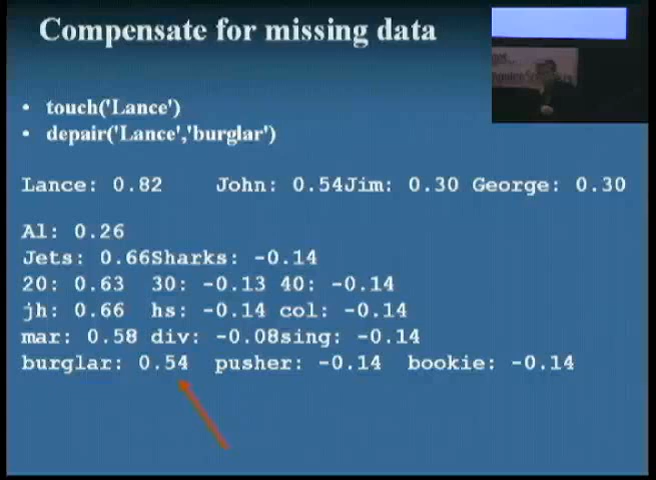 Compensate for missing data
• touch('Lance')
• depair('Lance','burglar')
Lance: 0.82 John: 0.54Jim: 0.30 George: 0.30
Al: 0.26
Jets: 0.66Sharks: -0.14
20: 0.63 30: -0.13 40: -0.14
jh: 0.66 hs: -0.14 col: -0.14
mar: 0.58 div: -0.08sing: -0.14
burglar: 0.54 pusher: -0.14 bookie: -0.14